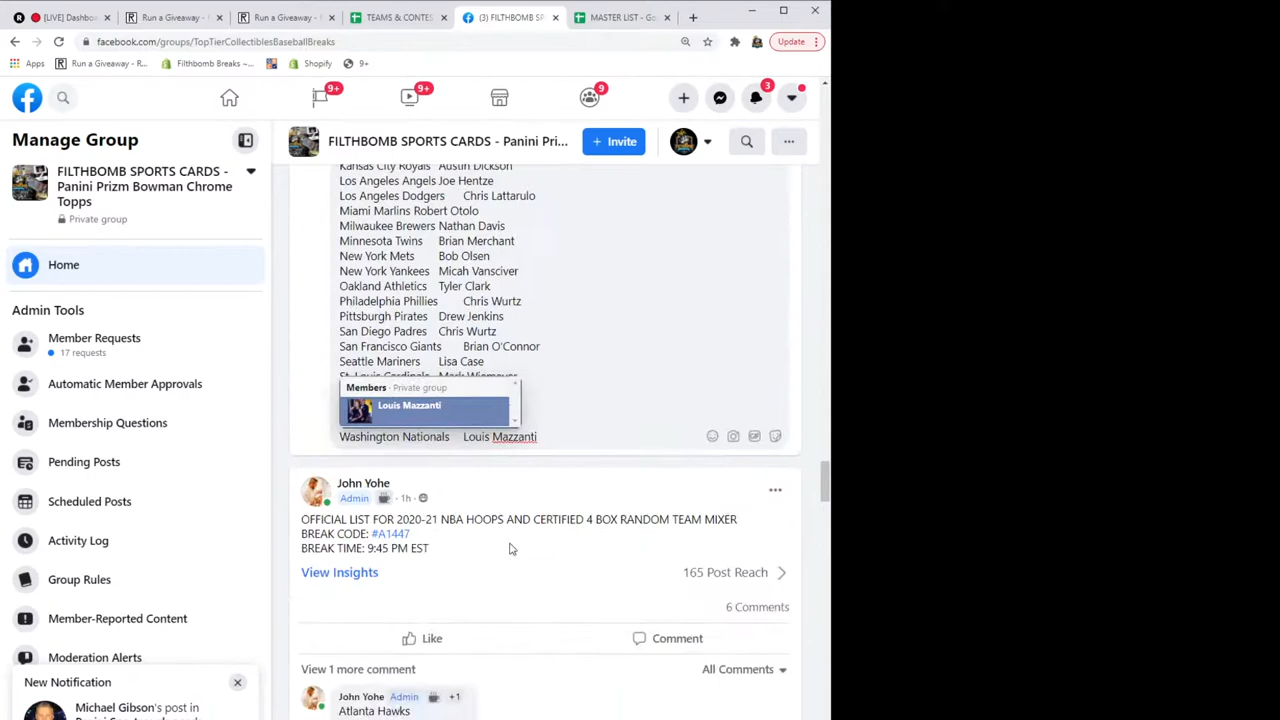 [LIVE] Dashbo
Run a Giveaway -
Run a Giveaway -
TEAMS & CONTES
(3) FILTHBOMB SP
MASTER LIST - Go
facebook.com/groups/TopTierCollectiblesBaseballBreaks
Update
Apps
Run a Giveaway - R...
Filthbomb Breaks ~...
Shopify
9+
9+
9+
9
3
Manage Group
FILTHBOMB SPORTS CARDS - Panini Pri...
+ Invite
FILTHBOMB SPORTS CARDS -
Panini Prizm Bowman Chrome
Topps
Private group
Home
Admin Tools
Member Requests
17 requests
Automatic Member Approvals
Membership Questions
Pending Posts
Scheduled Posts
Activity Log
Group Rules
Member-Reported Content
Moderation Alerts
New Notification
Michael Gibson's post in
Kansas City Royals Austin Dickson
Los Angeles Angels Joe Hentze
Los Angeles Dodgers Chris Lattarulo
Miami Marlins Robert Otolo
Milwaukee Brewers Nathan Davis
Minnesota Twins Brian Merchant
New York Mets Bob Olsen
New York Yankees Micah Vansciver
Oakland Athletics Tyler Clark
Philadelphia Phillies Chris Wurtz
Pittsburgh Pirates Drew Jenkins
San Diego Padres Chris Wurtz
San Francisco Giants Brian O'Connor
Seattle Mariners Lisa Case
St. Louis Cardinals Mark Wiemeyer
Members · Private group
Louis Mazzanti
Washington Nationals Louis Mazzanti
John Yohe
Admin · 1h ·
OFFICIAL LIST FOR 2020-21 NBA HOOPS AND CERTIFIED 4 BOX RANDOM TEAM MIXER
BREAK CODE: #A1447
BREAK TIME: 9:45 PM EST
View Insights
165 Post Reach
6 Comments
Like
Comment
View 1 more comment
All Comments
John Yohe Admin +1
Atlanta Hawks